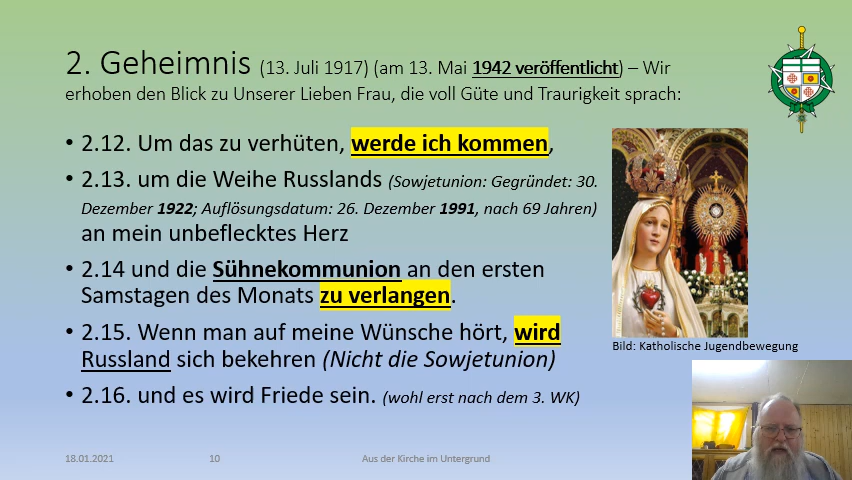 2. Geheimnis (13. Juli 1917) (am 13. Mai 1942 veröffentlicht) – Wir
erhoben den Blick zu Unserer Lieben Frau, die voll Güte und Traurigkeit sprach:
• 2.12. Um das zu verhüten, werde ich kommen,
• 2.13. um die Weihe Russlands (Sowjetunion: Gegründet: 30.
Dezember 1922; Auflösungsdatum: 26. Dezember 1991, nach 69 Jahren)
an mein unbeflecktes Herz
• 2.14 und die Sühnekommunion an den ersten
Samstagen des Monats zu verlangen.
• 2.15. Wenn man auf meine Wünsche hört, wird
Russland sich bekehren (Nicht die Sowjetunion)
• 2.16. und es wird Friede sein. (wohl erst nach dem 3. WK)
Bild: Katholische Jugendbewegung
18.01.2021
10
Aus der Kirche im Untergrund